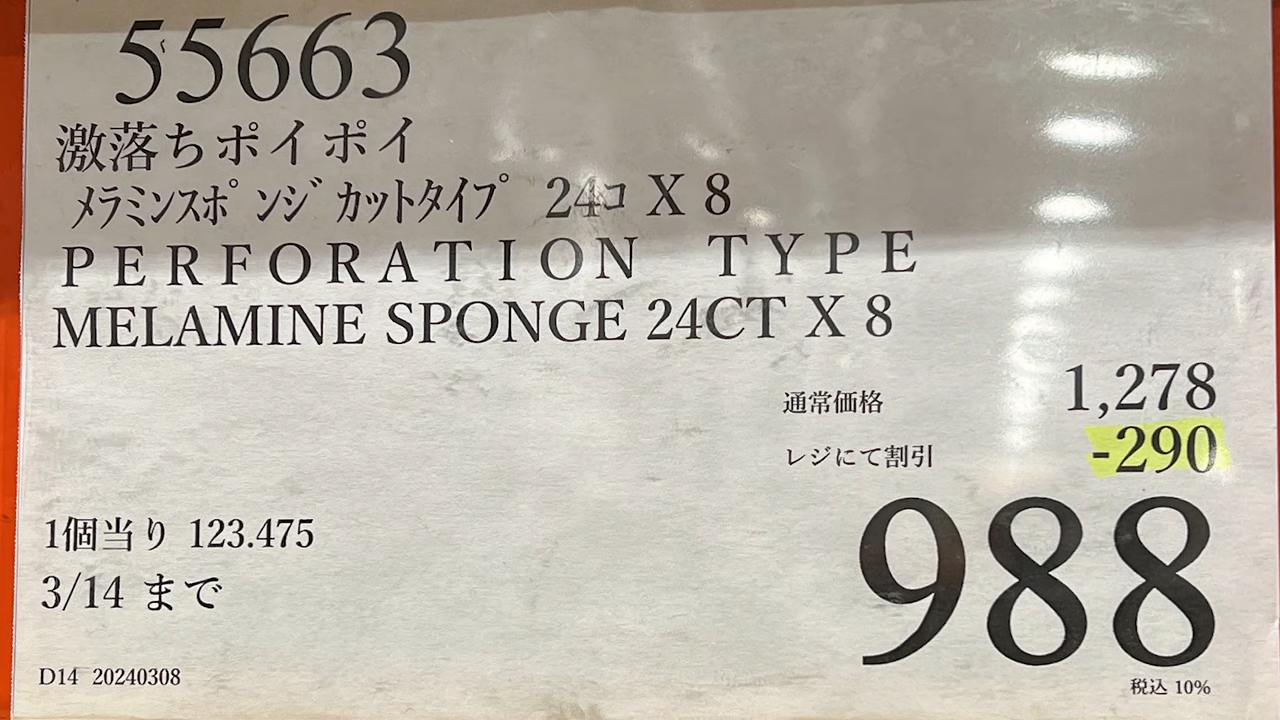 55663
激落ちポイポイ
ﾒﾗﾐﾝｽﾎﾟﾝｼﾞ ｶｯﾄﾀｲﾌﾟ 24ｺ X 8
ＰＥＲＦＯＲＡＴＩＯＮ　ＴＹＰＥ
MELAMINE SPONGE 24CT X 8
通常価格 1,278
レジにて割引 -290
988
1個当り 123.475
3/14 まで
D14 20240308
税込 10%